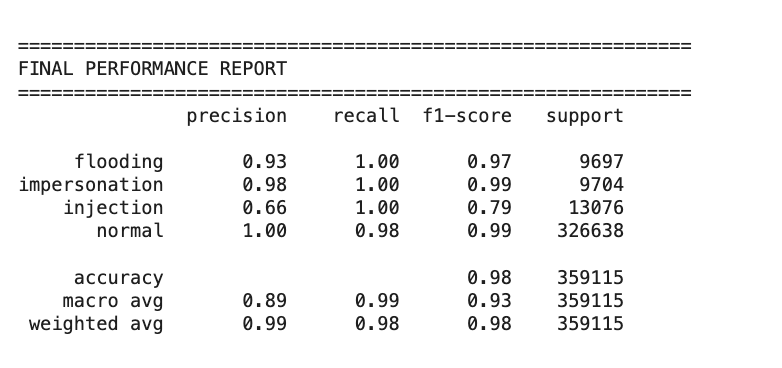 ============================================================
FINAL PERFORMANCE REPORT
============================================================
precision recall f1-score support
flooding 0.93 1.00 0.97 9697
impersonation 0.98 1.00 0.99 9704
injection 0.66 1.00 0.79 13076
normal 1.00 0.98 0.99 326638
accuracy 0.98 359115
macro avg 0.89 0.99 0.93 359115
weighted avg 0.99 0.98 0.98 359115